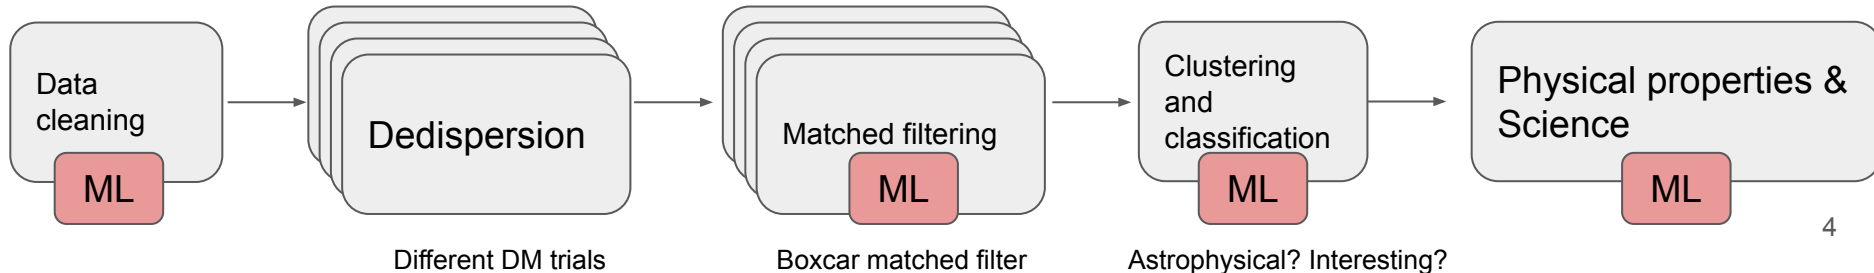 Data
cleaning
ML
Dedispersion
Different DM trials
Matched filtering
ML
Boxcar matched filter
Clustering
and
classification
ML
Astrophysical? Interesting?
Physical properties &
Science
ML
4